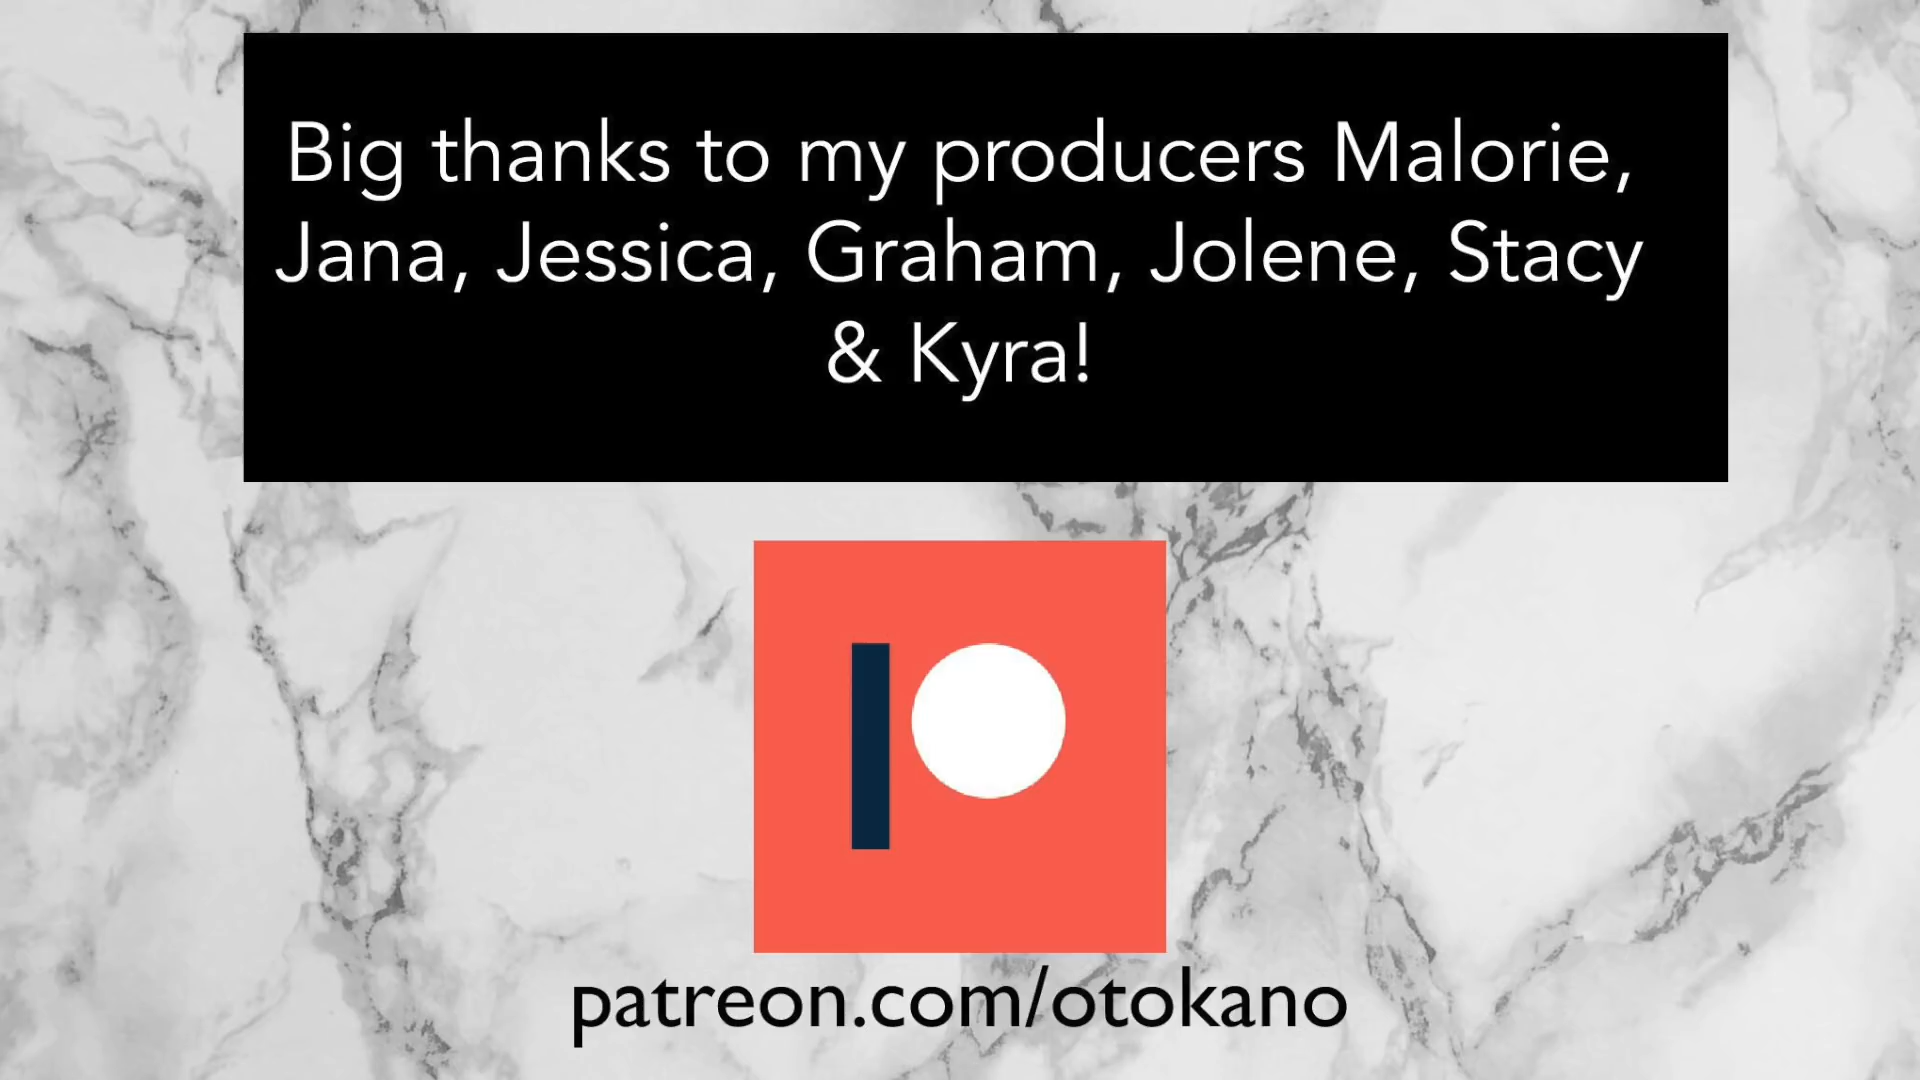 Big thanks to my producers Malorie,
Jana, Jessica, Graham, Jolene, Stacy
& Kyra!
patreon.com/otokano